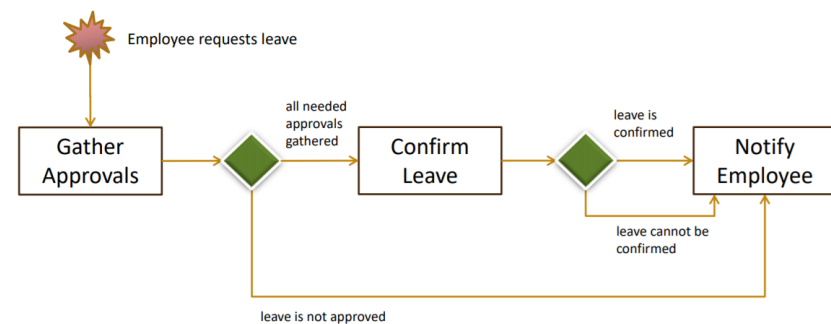 Employee requests leave
all needed
approvals
gathered
leave is
confirmed
Gather
Approvals
Confirm
Leave
Notify
Employee
leave cannot be
confirmed
leave is not approved